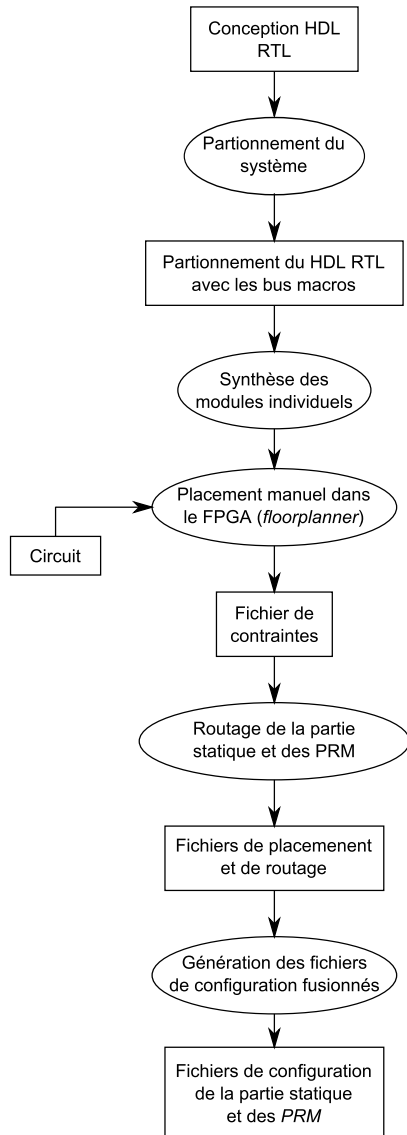 Conception HDL
RTL
Partionnement du
système
Partionnement du HDL RTL
avec les bus macros
Synthèse des
modules individuels
Placement manuel dans
le FPGA (floorplanner)
Circuit
Fichier de
contraintes
Routage de la partie
statique et des PRM
Fichiers de placemenent
et de routage
Génération des fichiers
de configuration fusionnés
Fichiers de configuration
de la partie statique
et des PRM